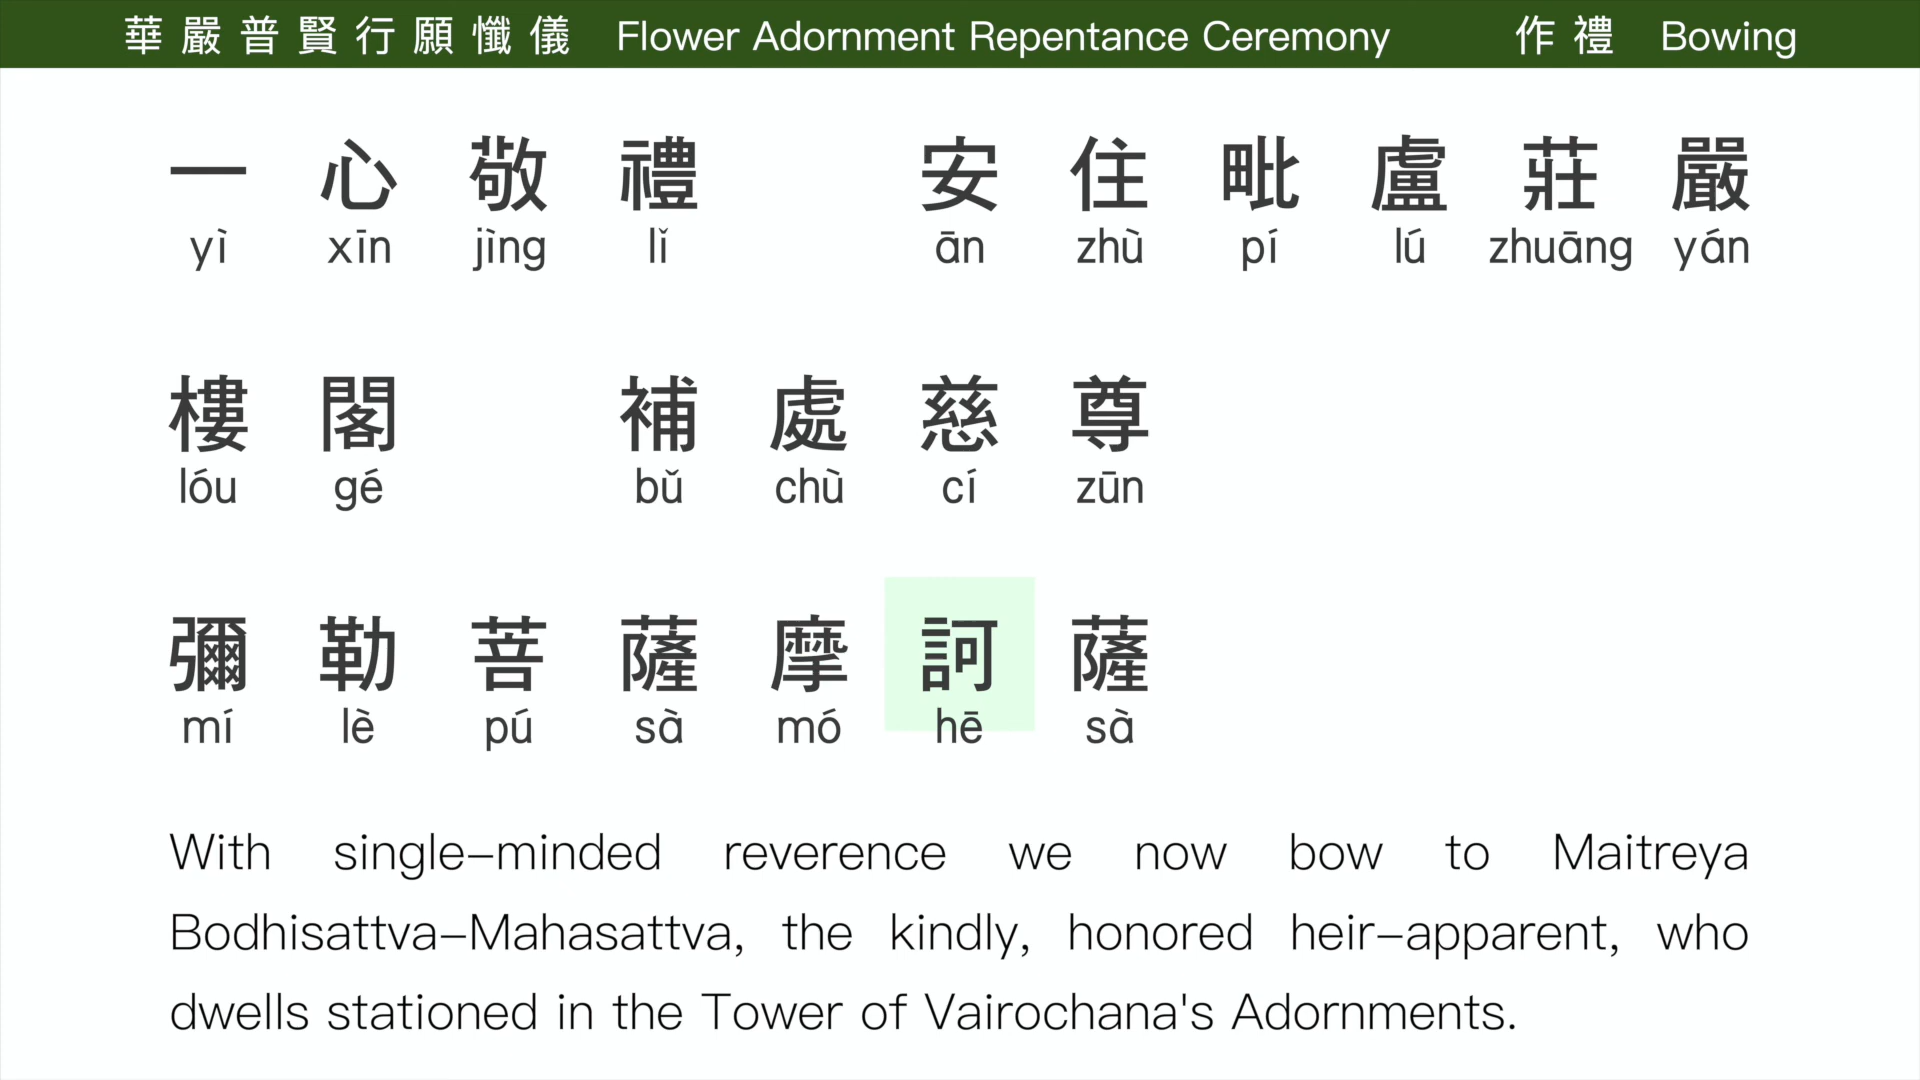 華嚴普賢行願懺儀 Flower Adornment Repentance Ceremony 作禮 Bowing
一心敬禮 安住毗盧莊嚴
yì xīn jìng lǐ ān zhù pí lú zhuāng yán
樓閣 補處慈尊
lóu gé bǔ chù cí zūn
彌勒菩薩摩訶薩
mí lè pú sà mó hē sà
With single-minded reverence we now bow to Maitreya
Bodhisattva-Mahasattva, the kindly, honored heir-apparent, who
dwells stationed in the Tower of Vairochana's Adornments.